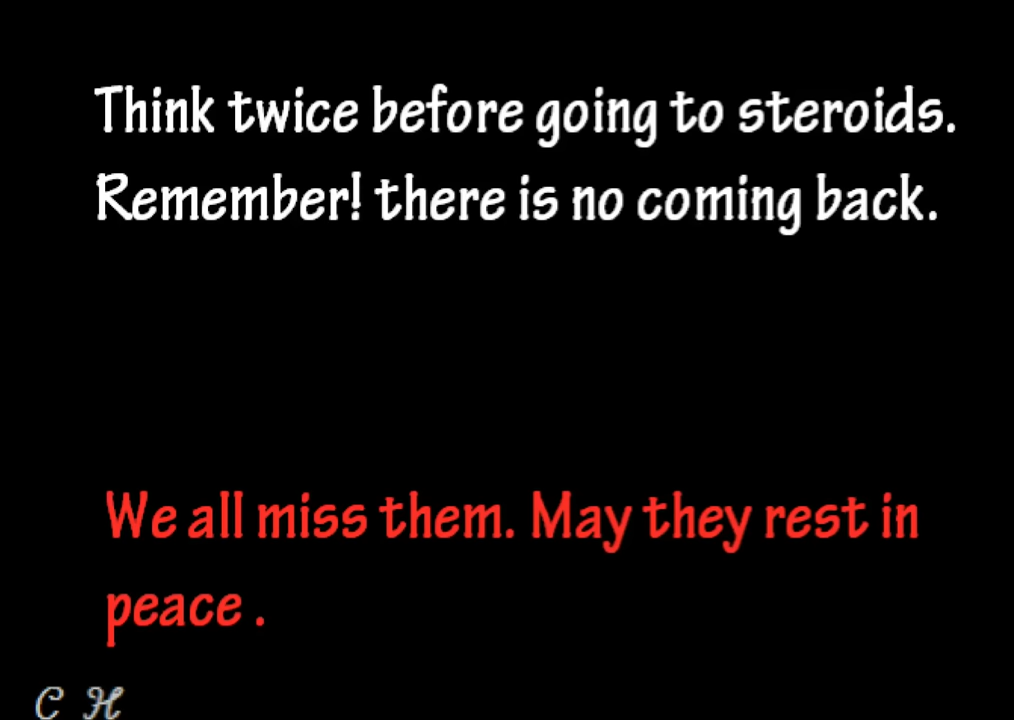 Think twice before going to steroids.
Remember! there is no coming back.
We all miss them. May they rest in
peace .
C H